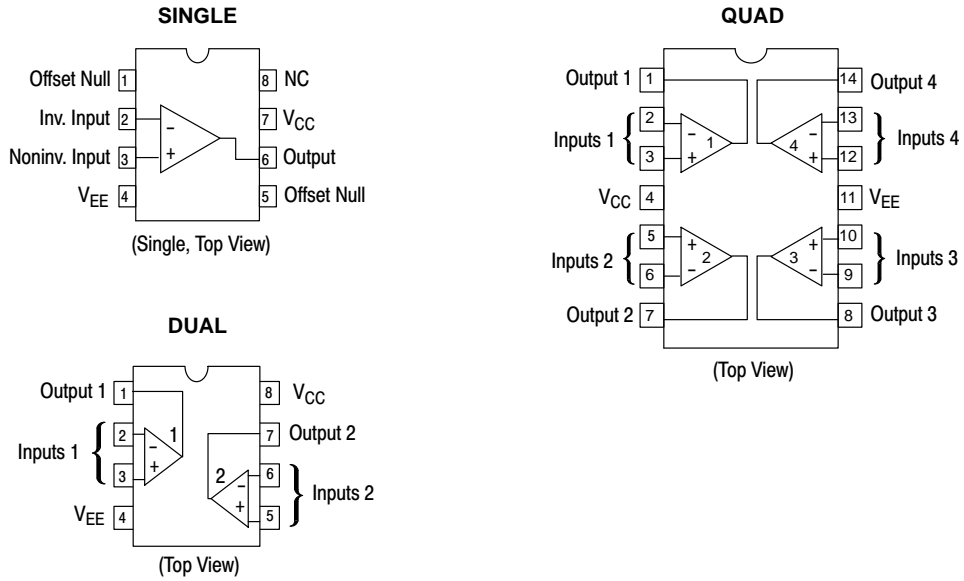 SINGLE
Offset Null 1 8 NC
Inv. Input 2 - 7 VCC
Noninv. Input 3 + 6 Output
VEE 4 5 Offset Null
(Single, Top View)
DUAL
Output 1 1 8 VCC
Inputs 1 2 - 1 7 Output 2
3 + 2 - 6 Inputs 2
VEE 4 + 5
(Top View)
QUAD
Output 1 1 14 Output 4
Inputs 1 2 - 1 4 - 13 Inputs 4
3 + + 12
VCC 4 11 VEE
Inputs 2 5 + 2 3 + 10 Inputs 3
6 - - 9
Output 2 7 8 Output 3
(Top View)